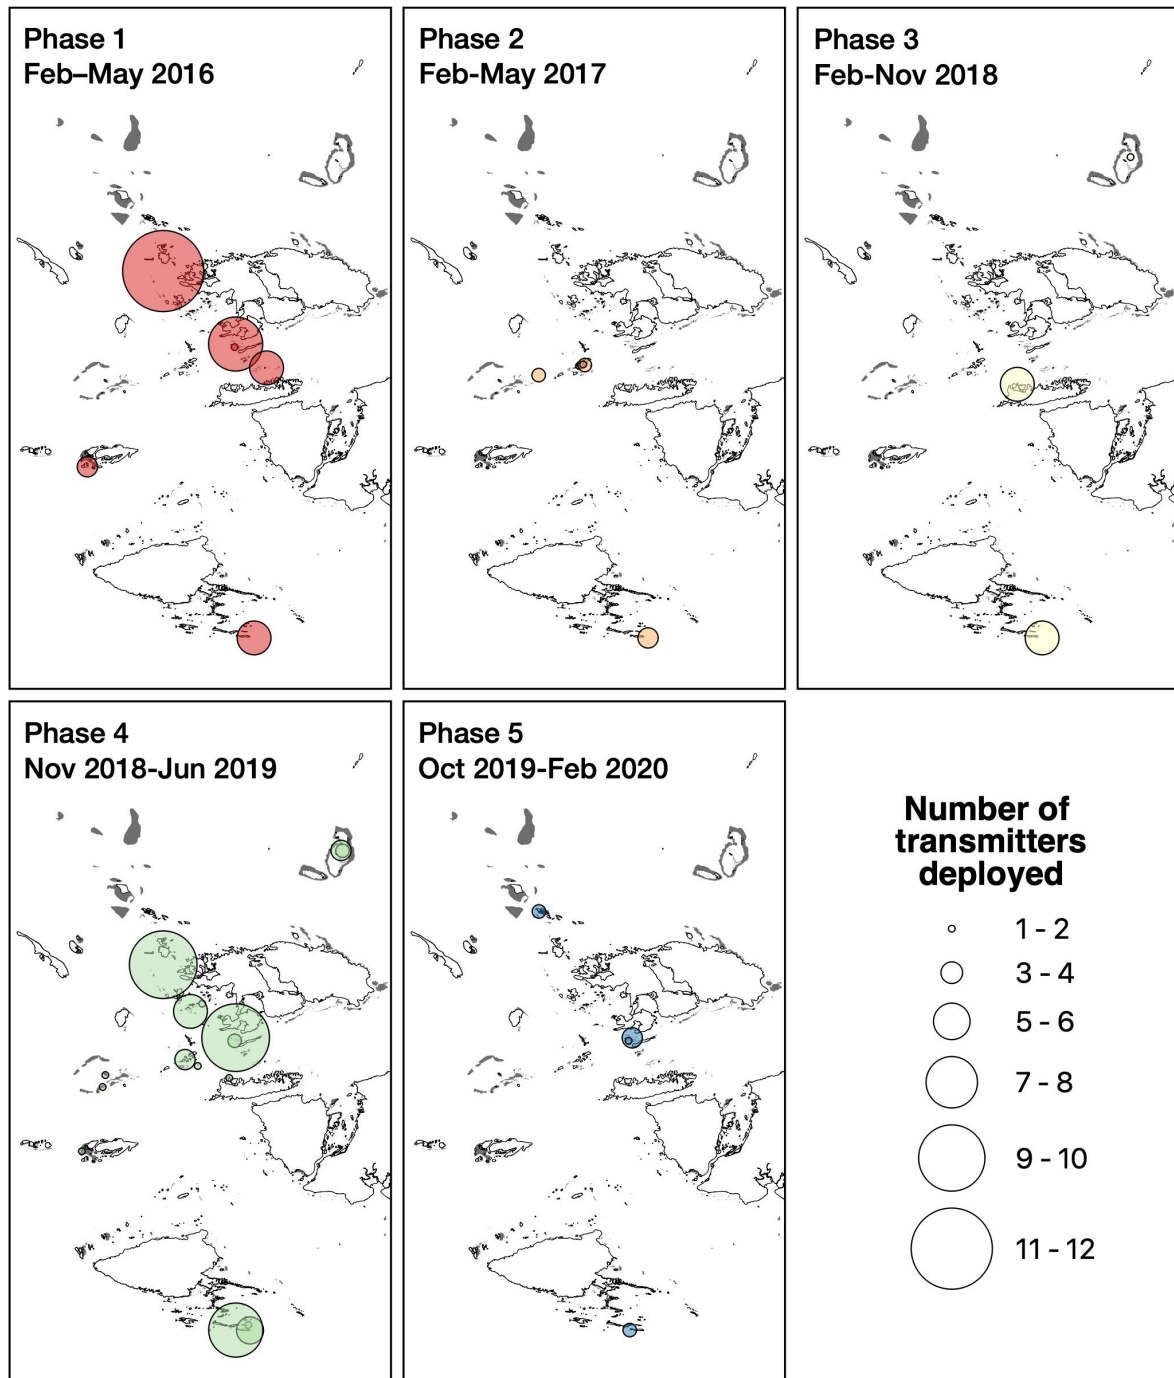 Phase 1
Feb–May 2016
Phase 2
Feb-May 2017
Phase 3
Feb-Nov 2018
Phase 4
Nov 2018-Jun 2019
Phase 5
Oct 2019-Feb 2020
Number of
transmitters
deployed
1 - 2
3 - 4
5 - 6
7 - 8
9 - 10
11 - 12